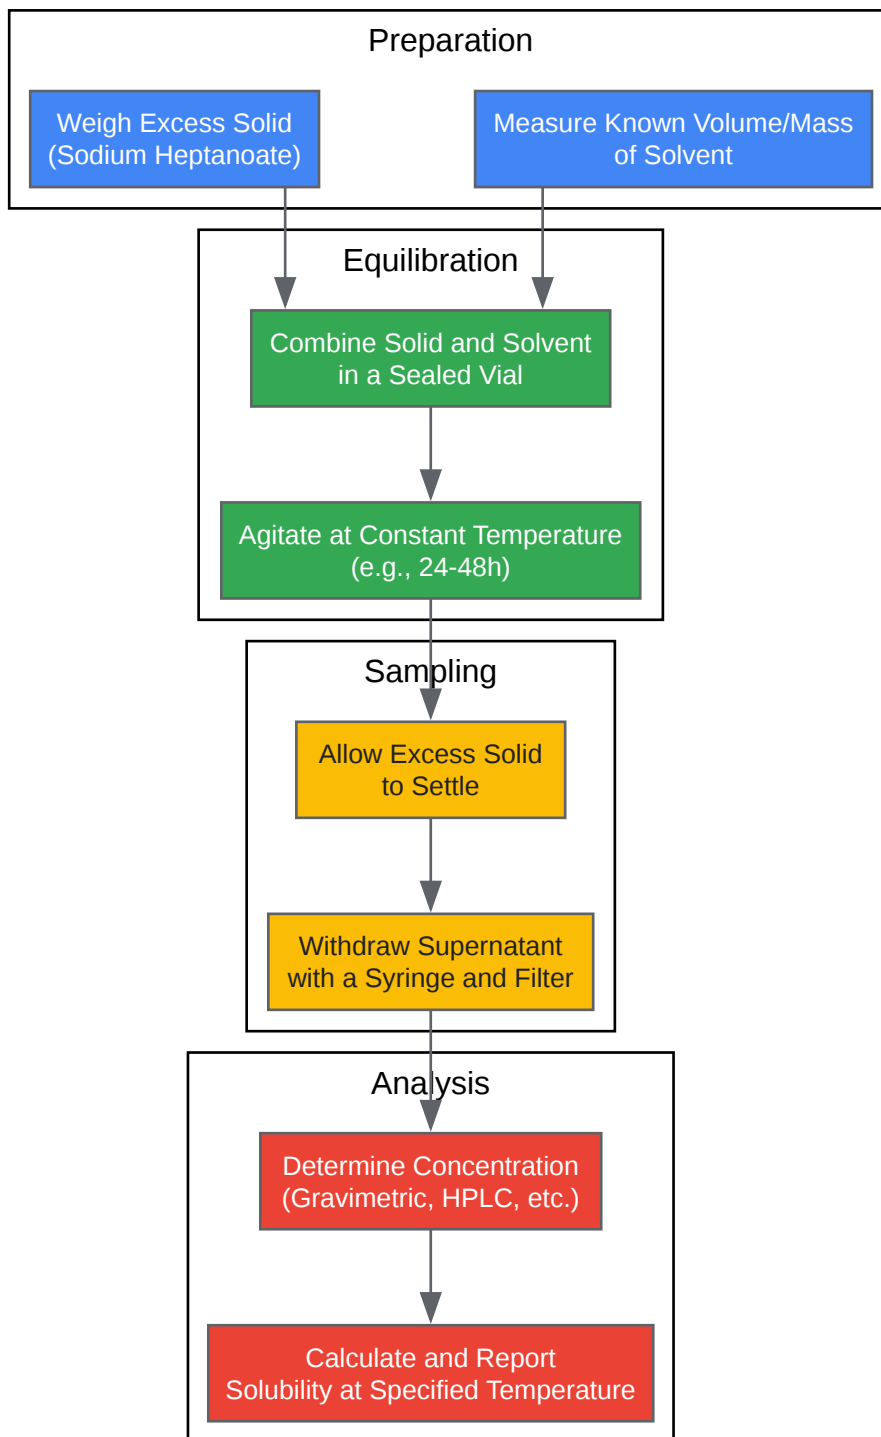 Preparation
Weigh Excess Solid
(Sodium Heptanoate)
Measure Known Volume/Mass
of Solvent
Equilibration
Combine Solid and Solvent
in a Sealed Vial
Agitate at Constant Temperature
(e.g., 24-48h)
Sampling
Allow Excess Solid
to Settle
Withdraw Supernatant
with a Syringe and Filter
Analysis
Determine Concentration
(Gravimetric, HPLC, etc.)
Calculate and Report
Solubility at Specified Temperature